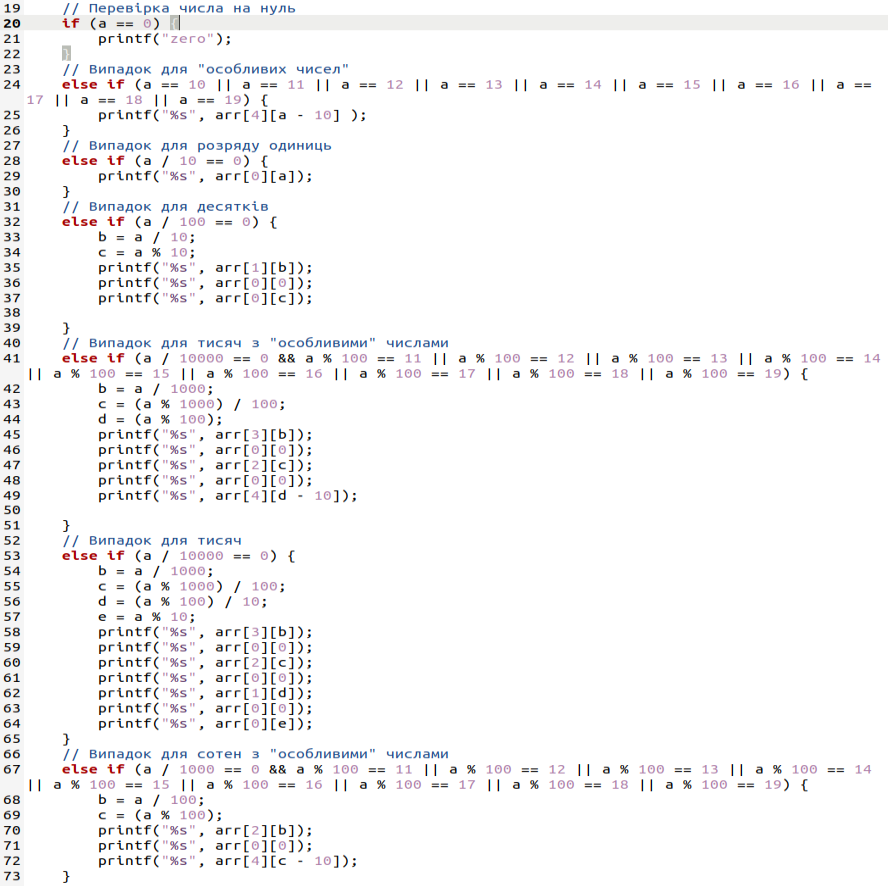 19 // Перевірка числа на нуль
20 if (a == 0) {
21 printf("zero");
22 }
23 // Випадок для "особливих чисел"
24 else if (a == 10 || a == 11 || a == 12 || a == 13 || a == 14 || a == 15 || a == 16 || a ==
17 || a == 18 || a == 19) {
25 printf("%s", arr[4][a - 10] );
26 }
27 // Випадок для розряду одиниць
28 else if (a / 10 == 0) {
29 printf("%s", arr[0][a]);
30 }
31 // Випадок для десятків
32 else if (a / 100 == 0) {
33 b = a / 10;
34 c = a % 10;
35 printf("%s", arr[1][b]);
36 printf("%s", arr[0][0]);
37 printf("%s", arr[0][c]);
38
39 }
40 // Випадок для тисяч з "особливими" числами
41 else if (a / 10000 == 0 && a % 100 == 11 || a % 100 == 12 || a % 100 == 13 || a % 100 == 14
|| a % 100 == 15 || a % 100 == 16 || a % 100 == 17 || a % 100 == 18 || a % 100 == 19) {
42 b = a / 1000;
43 c = (a % 1000) / 100;
44 d = (a % 100);
45 printf("%s", arr[3][b]);
46 printf("%s", arr[0][0]);
47 printf("%s", arr[2][c]);
48 printf("%s", arr[0][0]);
49 printf("%s", arr[4][d - 10]);
50
51 }
52 // Випадок для тисяч
53 else if (a / 10000 == 0) {
54 b = a / 1000;
55 c = (a % 1000) / 100;
56 d = (a % 100) / 10;
57 e = a % 10;
58 printf("%s", arr[3][b]);
59 printf("%s", arr[0][0]);
60 printf("%s", arr[2][c]);
61 printf("%s", arr[0][0]);
62 printf("%s", arr[1][d]);
63 printf("%s", arr[0][0]);
64 printf("%s", arr[0][e]);
65 }
66 // Випадок для сотен з "особливими" числами
67 else if (a / 1000 == 0 && a % 100 == 11 || a % 100 == 12 || a % 100 == 13 || a % 100 == 14
|| a % 100 == 15 || a % 100 == 16 || a % 100 == 17 || a % 100 == 18 || a % 100 == 19) {
68 b = a / 100;
69 c = (a % 100);
70 printf("%s", arr[2][b]);
71 printf("%s", arr[0][0]);
72 printf("%s", arr[4][c - 10]);
73 }